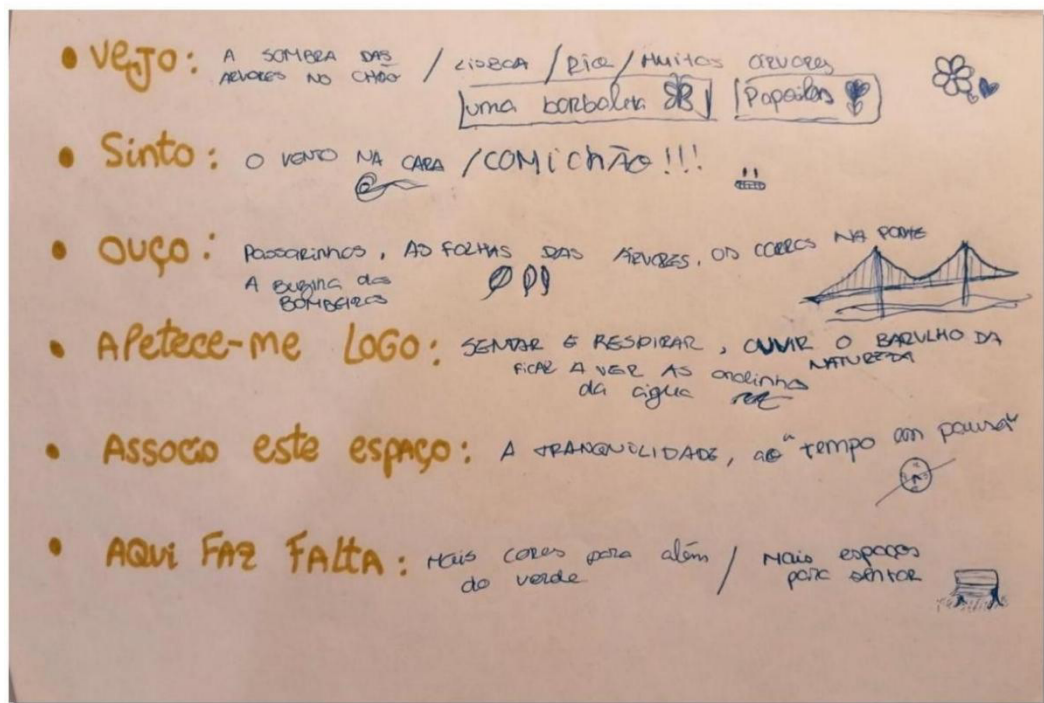 • Vejo: A SOMBRA DAS ÁRVORES NO CHÃO / LISBOA / Rio / Muitas árvores
uma borboleta Papoilas
• Sinto: O VENTO NA CARA / COMiCHÃO!!!
• OUÇO: Passarinhos, AS FOLHAS DAS ÁRVORES, OS CARROS NA PONTE
A Buzina dos BOMBEIROS
• APetece-me LOGO: SENTAR E RESPIRAR, OUVIR O BARULHO DA NATUREZA
FICAR A VER AS ondinhas da água
• Associo este espaço: A TRANQUILIDADE, ao "tempo em pausa"
• AQUi FAZ FALTA: Mais cores para além do verde / Mais espaços para sentar